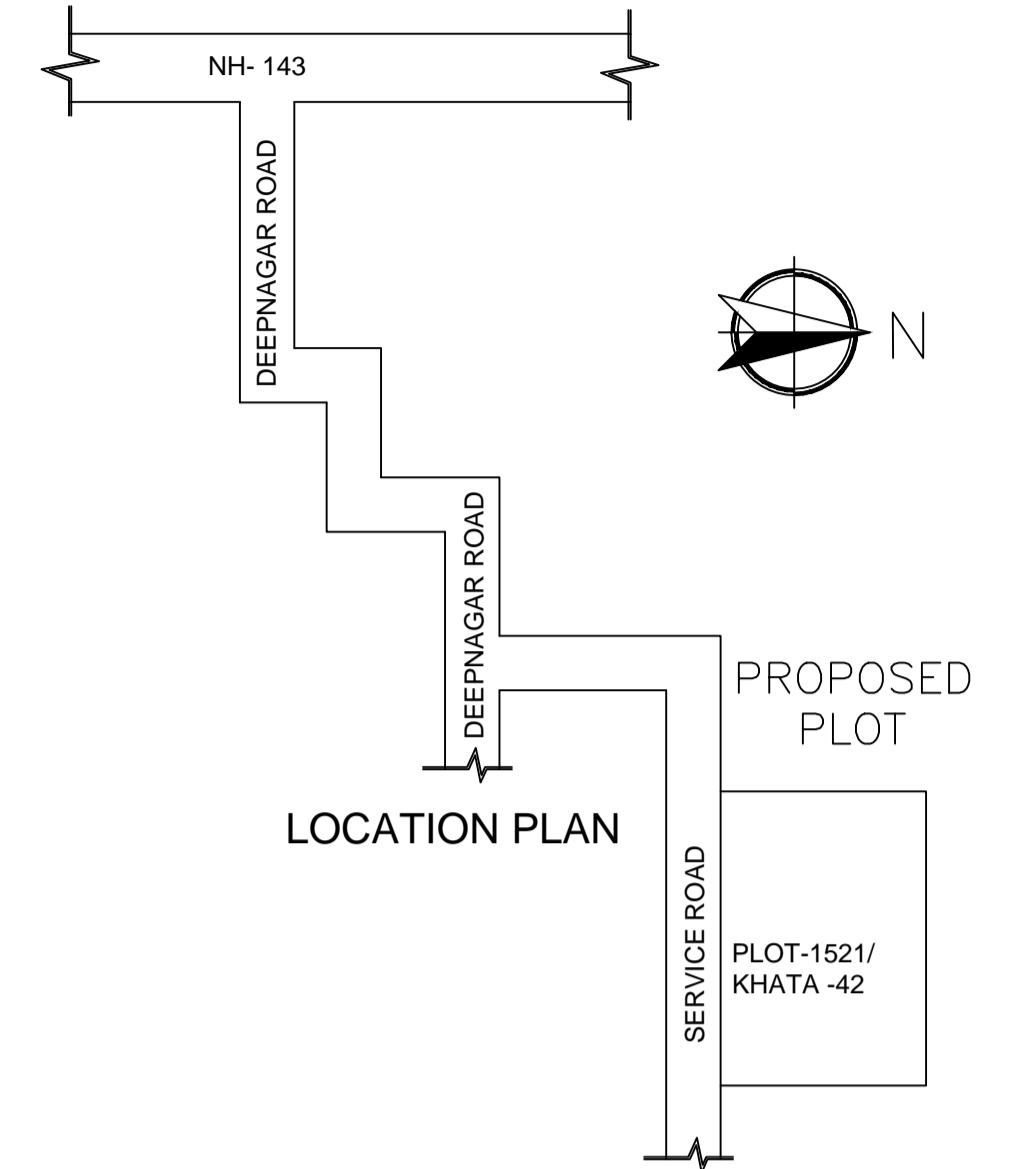 NH- 143
DEEPNAGAR ROAD
N
DEEPNAGAR ROAD
PROPOSED
PLOT
LOCATION PLAN
SERVICE ROAD
PLOT-1521/
KHATA -42